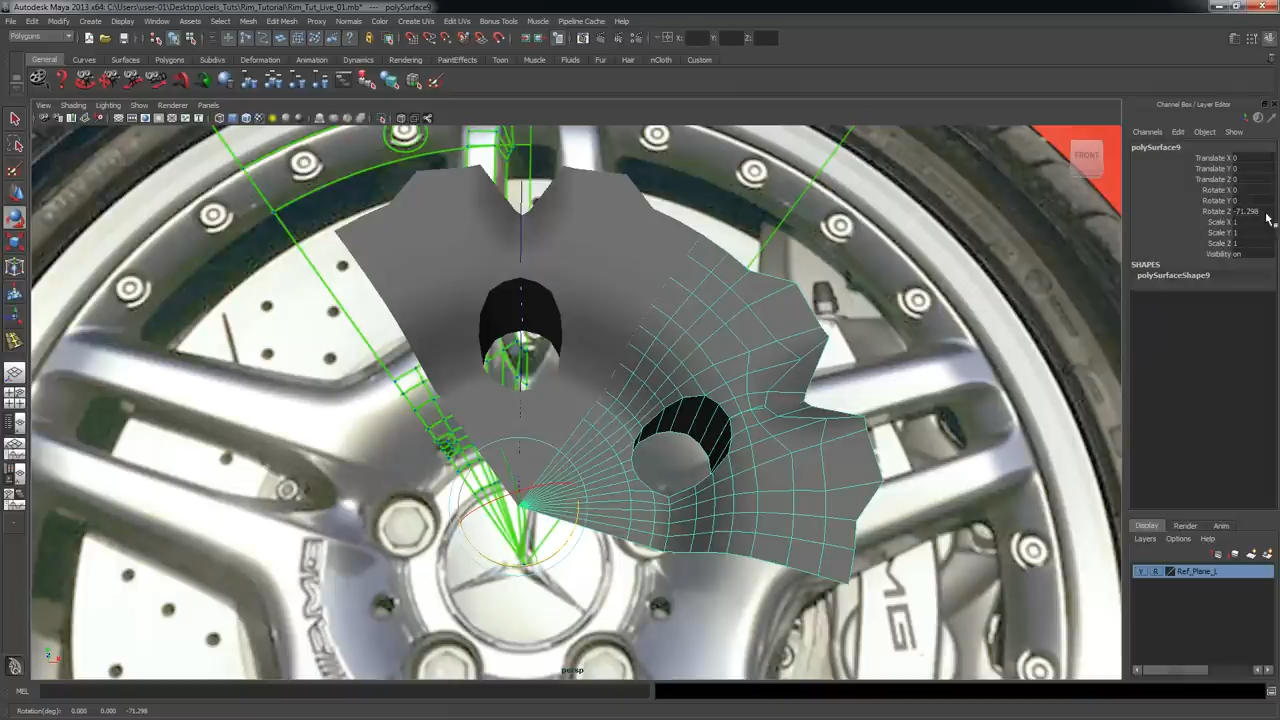 Autodesk Maya 2013 x64: C:\Users\user-01\Desktop\Joels_Tuts\Rim_Tutorial\Rim_Tut_Live_01.mb* --- polySurface9
File Edit Modify Create Display Window Assets Select Mesh Edit Mesh Proxy Normals Color Create UVs Edit UVs Bonus Tools Muscle Pipeline Cache Help
Polygons X: Y: Z:
General Curves Surfaces Polygons Subdivs Deformation Animation Dynamics Rendering PaintEffects Toon Muscle Fluids Fur Hair nCloth Custom
View Shading Lighting Show Renderer Panels
Channel Box / Layer Editor
Channels Edit Object Show
polySurface9
Translate X 0
Translate Y 0
Translate Z 0
Rotate X 0
Rotate Y 0
Rotate Z -71.298
Scale X 1
Scale Y 1
Scale Z 1
Visibility on
SHAPES
polySurfaceShape9
FRONT
AMG
persp
Display Render Anim
Layers Options Help
V R Ref_Plane_L
MEL
Rotation(deg): 0.000 0.000 -71.298